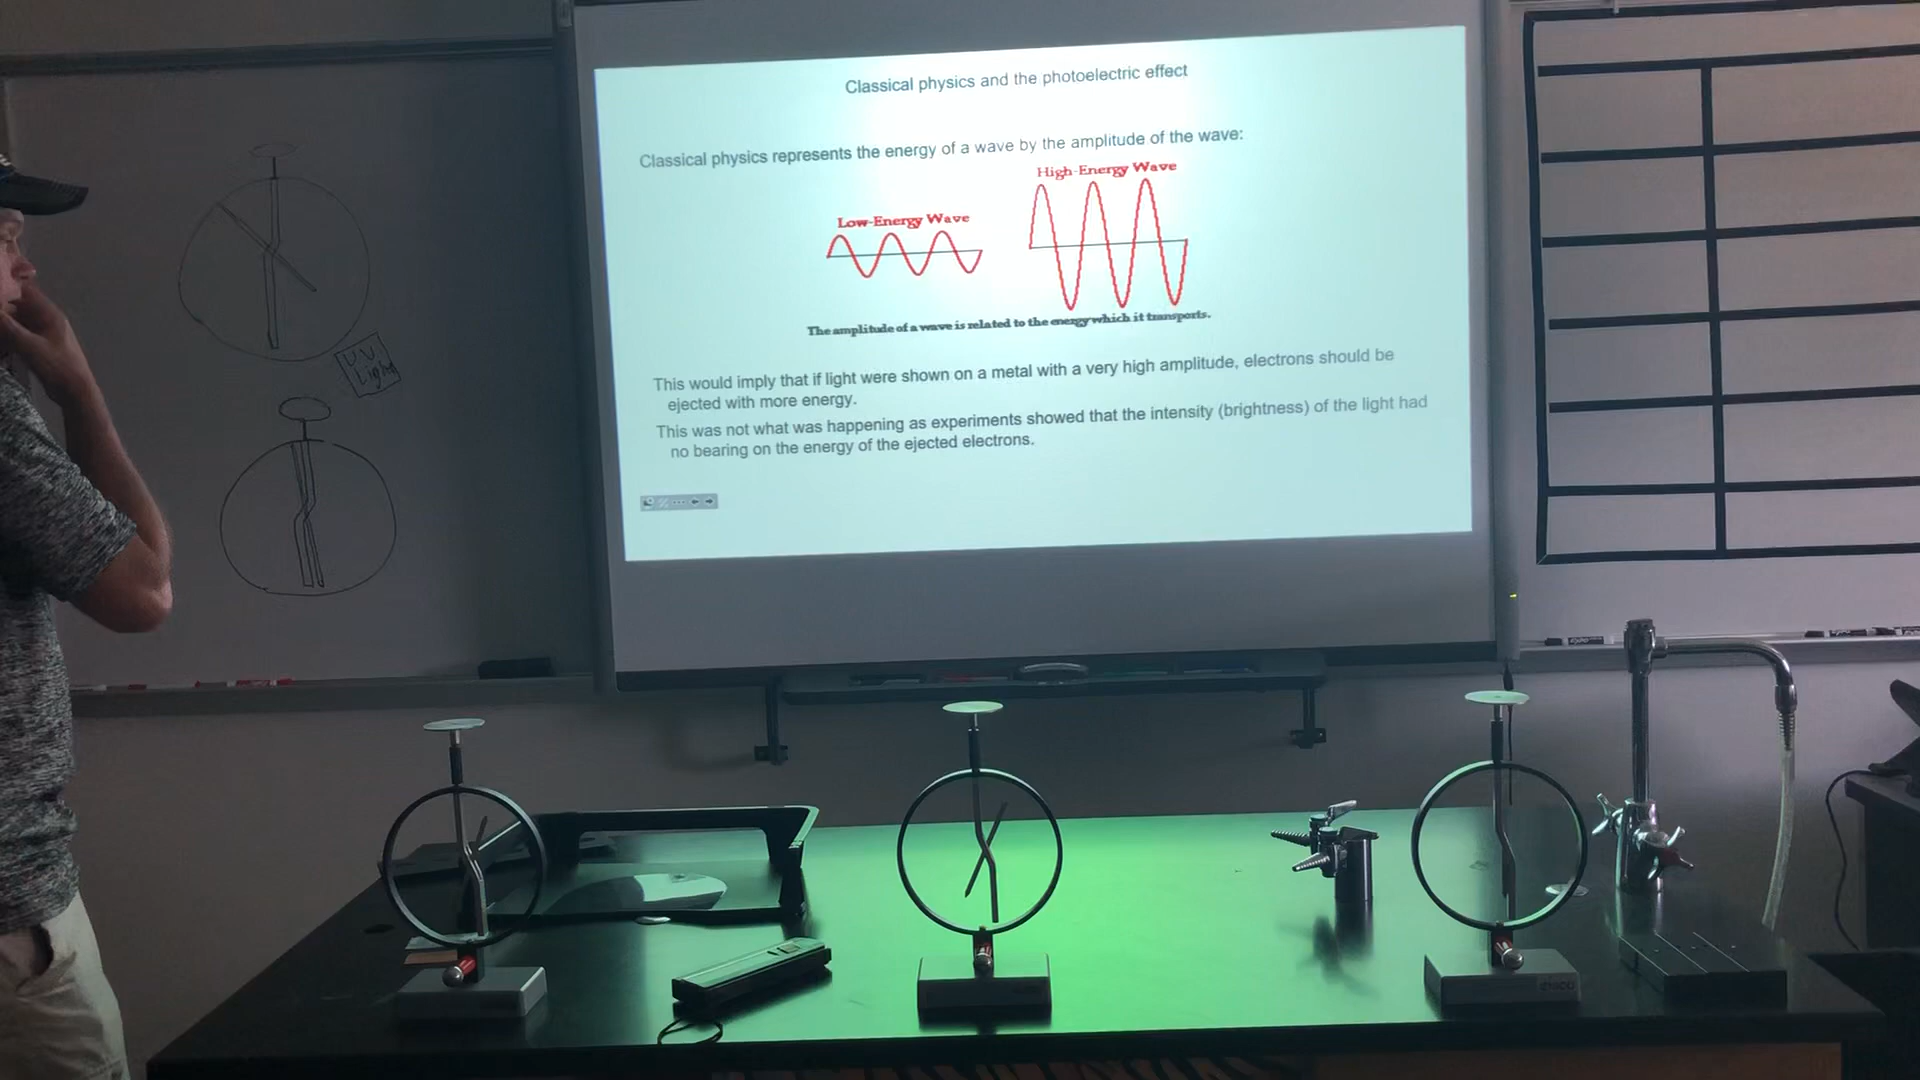 Classical physics and the photoelectric effect
Classical physics represents the energy of a wave by the amplitude of the wave:
High-Energy Wave
Low-Energy Wave
The amplitude of a wave is related to the energy which it transports.
This would imply that if light were shown on a metal with a very high amplitude, electrons should be
ejected with more energy.
This was not what was happening as experiments showed that the intensity (brightness) of the light had
no bearing on the energy of the ejected electrons.
U.V.
Light
EXPO
EISCO